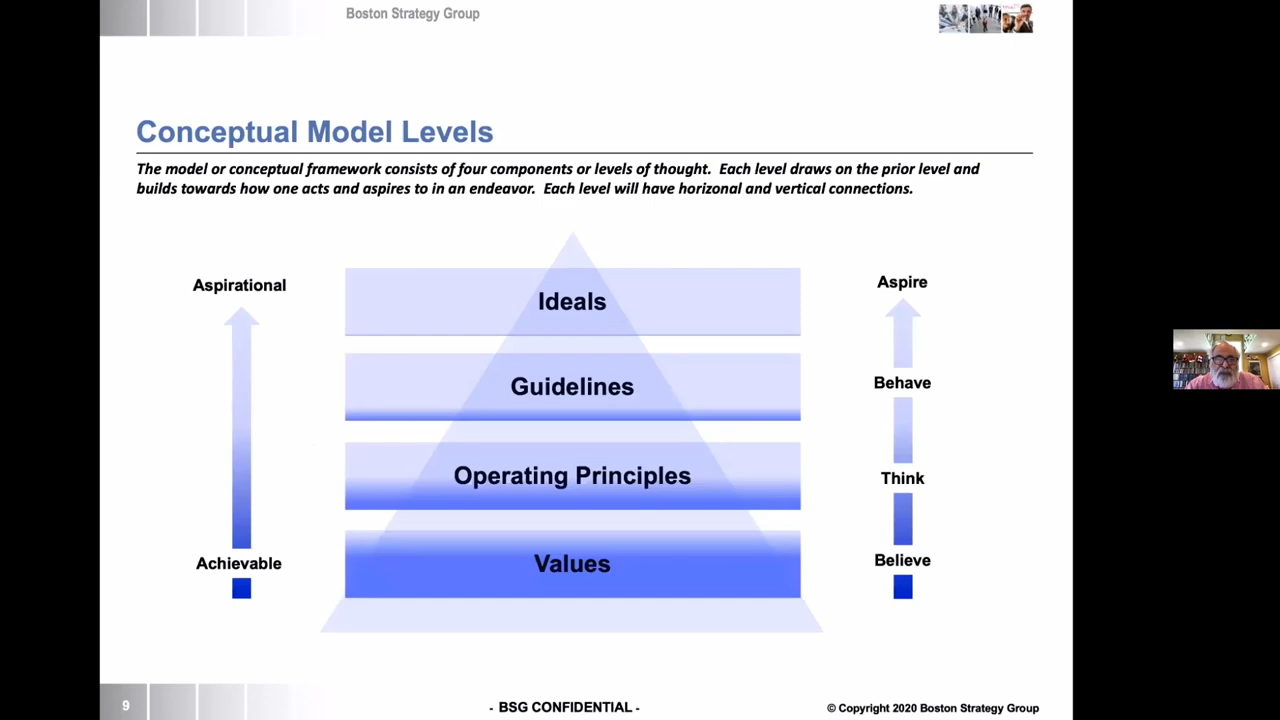 Boston Strategy Group
Conceptual Model Levels
The model or conceptual framework consists of four components or levels of thought.  Each level draws on the prior level and
builds towards how one acts and aspires to in an endeavor.  Each level will have horizonal and vertical connections.
Aspirational
Ideals
Aspire
Guidelines
Behave
Operating Principles
Think
Achievable
Values
Believe
9
- BSG CONFIDENTIAL -
© Copyright 2020 Boston Strategy Group